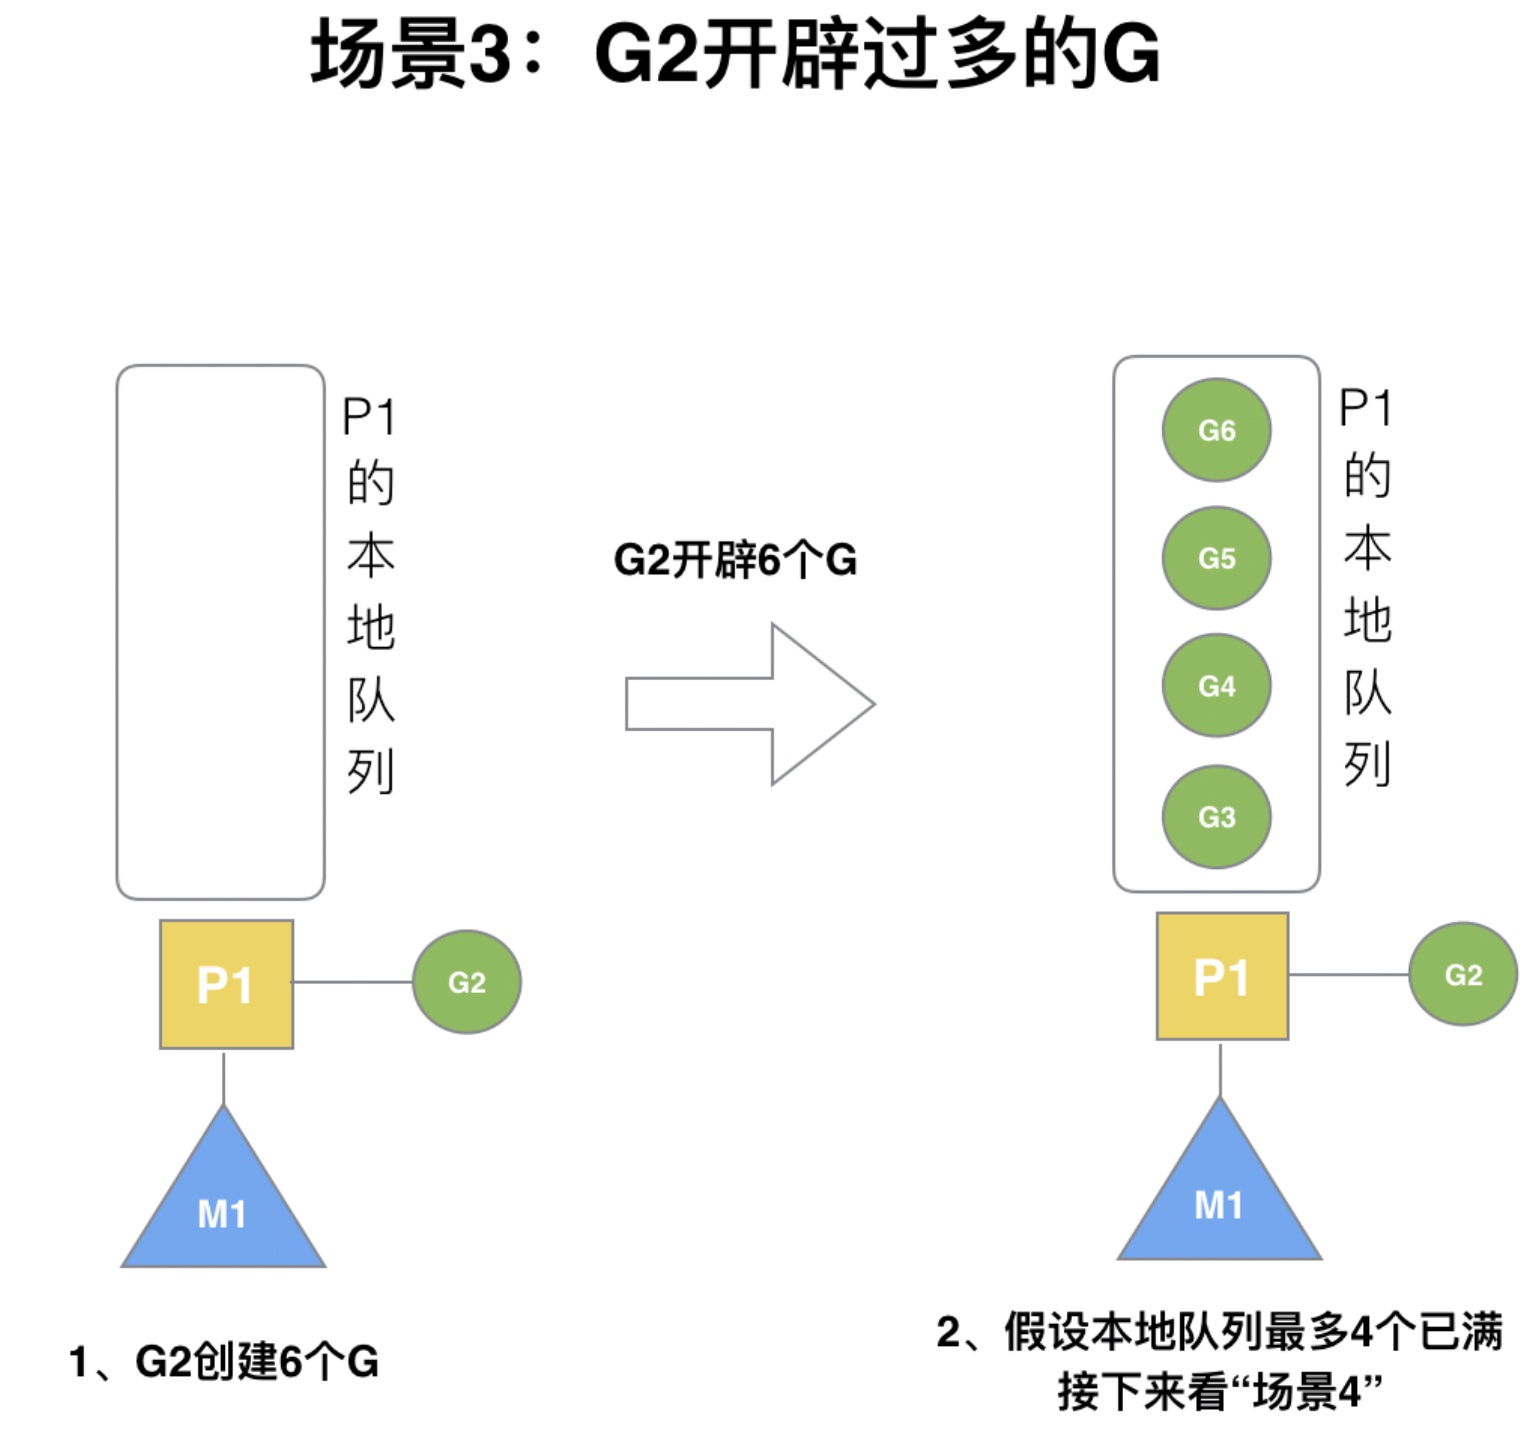 场景3：G2开辟过多的G
P1的本地队列
G2开辟6个G
P1的本地队列
G6
G5
G4
G3
P1
G2
P1
G2
M1
M1
1、G2创建6个G
2、假设本地队列最多4个已满
接下来看“场景4”